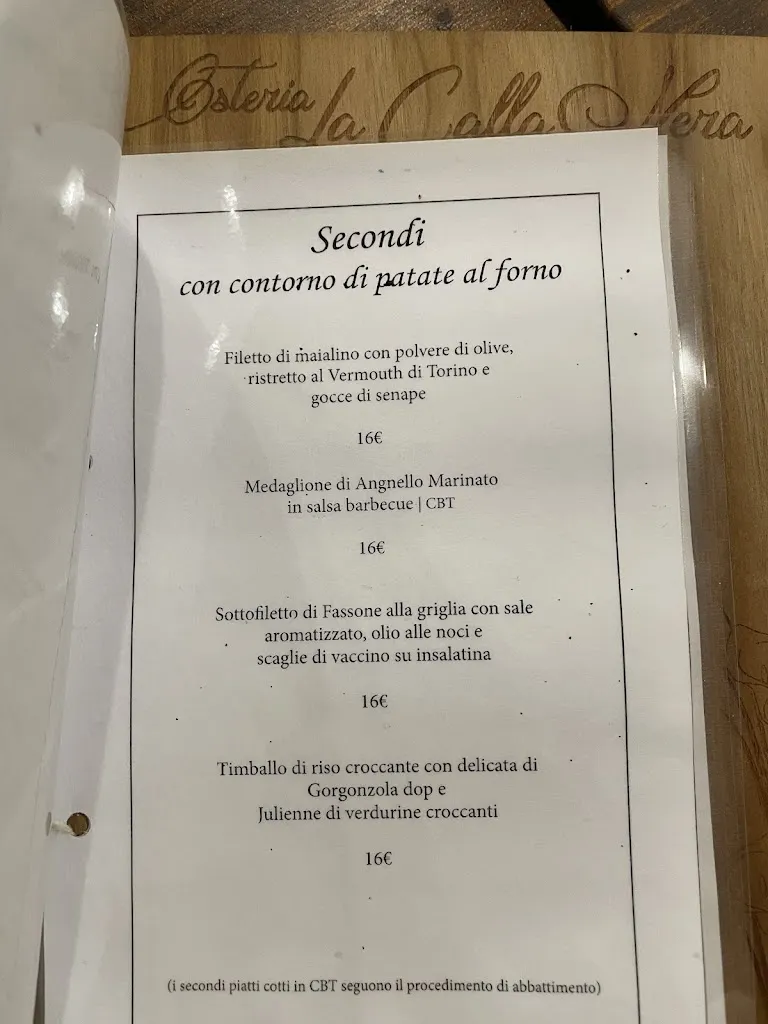 Osteria
La Calla Nera
Secondi
con contorno di patate al forno
Filetto di maialino con polvere di olive,
ristretto al Vermouth di Torino e
gocce di senape
16€
Medaglione di Angnello Marinato
in salsa barbecue | CBT
16€
Sottofiletto di Fassone alla griglia con sale
aromatizzato, olio alle noci e
scaglie di vaccino su insalatina
16€
Timballo di riso croccante con delicata di
Gorgonzola dop e
Julienne di verdurine croccanti
16€
(i secondi piatti cotti in CBT seguono il procedimento di abbattimento)